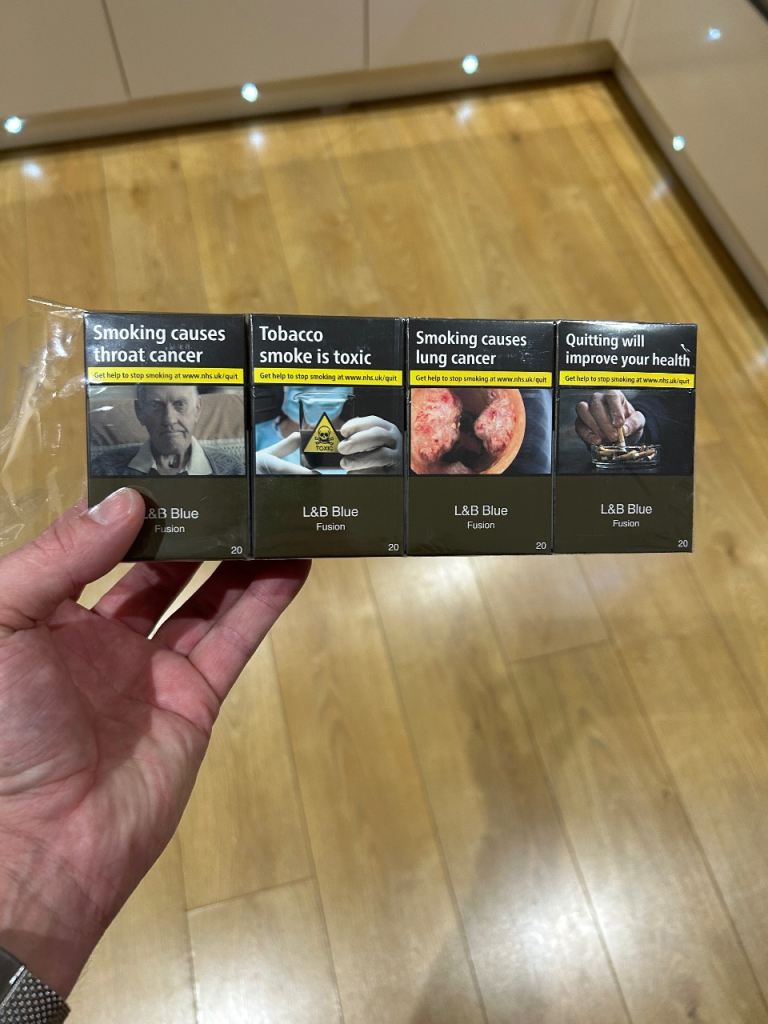 Smoking causes
throat cancer
Get help to stop smoking at www.nhs.uk/quit
L&B Blue
Fusion
20
Tobacco
smoke is toxic
Get help to stop smoking at www.nhs.uk/quit
TOXIC
L&B Blue
Fusion
20
Smoking causes
lung cancer
Get help to stop smoking at www.nhs.uk/quit
L&B Blue
Fusion
20
Quitting will
improve your health
Get help to stop smoking at www.nhs.uk/quit
L&B Blue
Fusion
20